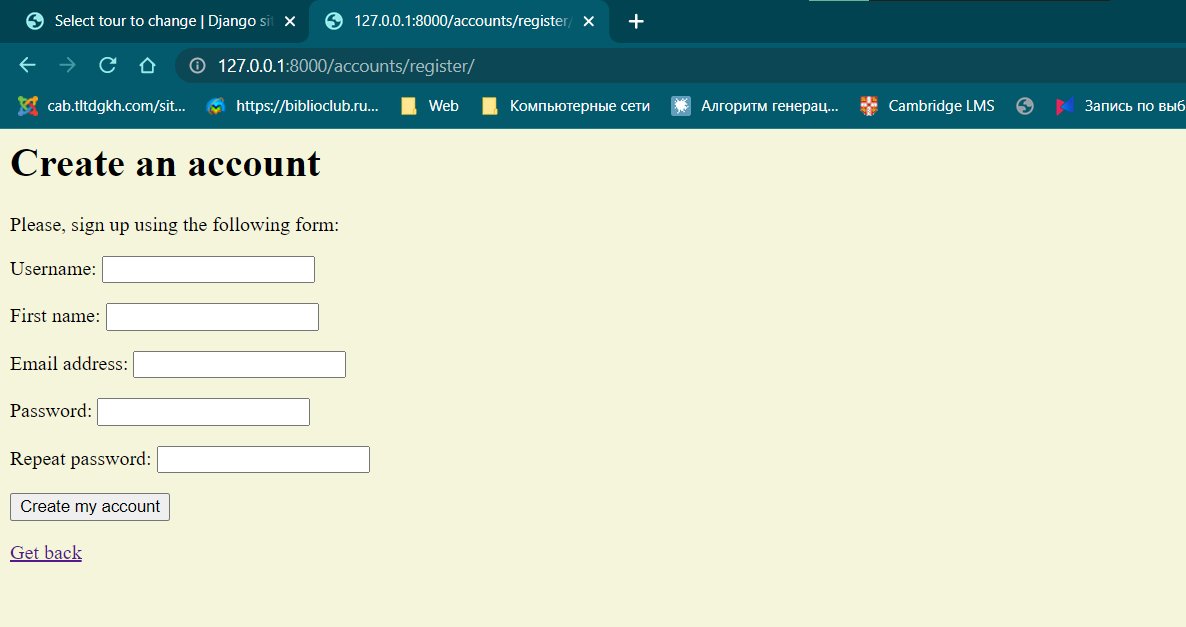 Select tour to change | Django sit
127.0.0.1:8000/accounts/register/
127.0.0.1:8000/accounts/register/
cab.tltdgkh.com/sit...
https://biblioclub.ru...
Web
Компьютерные сети
Алгоритм генерац...
Cambridge LMS
Запись по выб
Create an account
Please, sign up using the following form:
Username:
First name:
Email address:
Password:
Repeat password:
Create my account
Get back